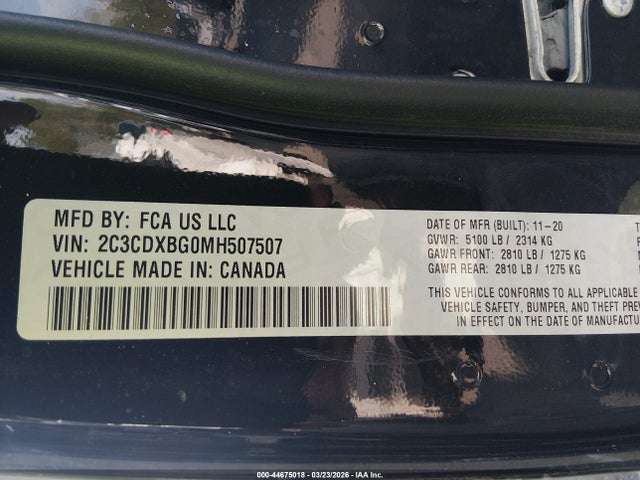 MFD BY: FCA US LLC
VIN: 2C3CDXBG0MH507507
VEHICLE MADE IN: CANADA
DATE OF MFR (BUILT): 11-20
GVWR: 5100 LB / 2314 KG
GAWR FRONT: 2810 LB / 1275 KG
GAWR REAR: 2810 LB / 1275 KG
THIS VEHICLE CONFORMS TO ALL APPLICABLE
VEHICLE SAFETY, BUMPER, AND THEFT
IN EFFECT ON THE DATE OF
000-44675018 - 03/23/2026 - IAA Inc.